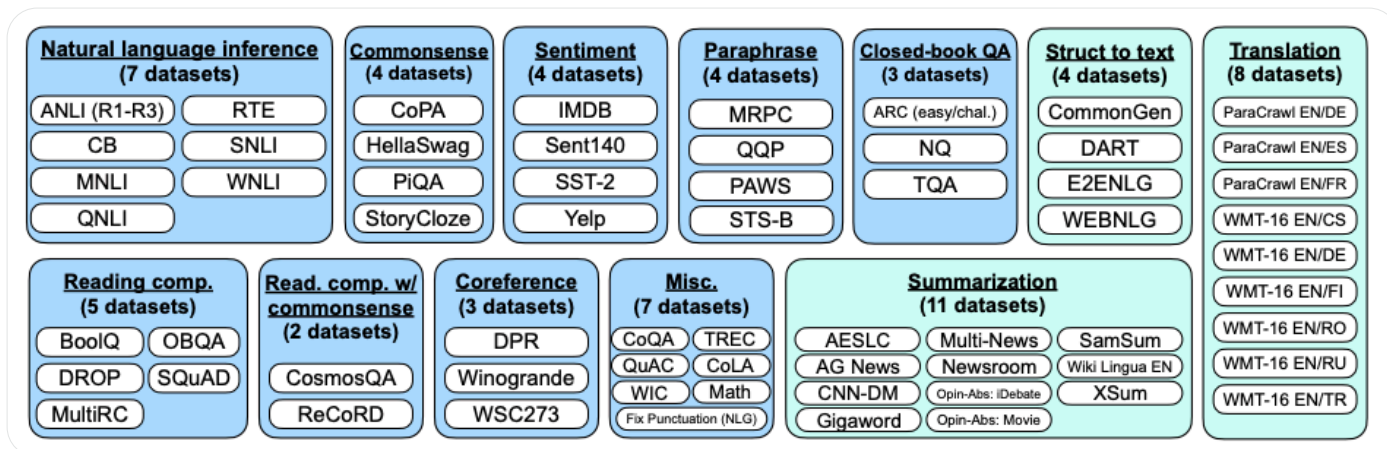 Natural language inference
(7 datasets)
ANLI (R1-R3)
RTE
CB
SNLI
MNLI
WNLI
QNLI
Commonsense
(4 datasets)
CoPA
HellaSwag
PiQA
StoryCloze
Sentiment
(4 datasets)
IMDB
Sent140
SST-2
Yelp
Paraphrase
(4 datasets)
MRPC
QQP
PAWS
STS-B
Closed-book QA
(3 datasets)
ARC (easy/chal.)
NQ
TQA
Struct to text
(4 datasets)
CommonGen
DART
E2ENLG
WEBNLG
Translation
(8 datasets)
ParaCrawl EN/DE
ParaCrawl EN/ES
ParaCrawl EN/FR
WMT-16 EN/CS
WMT-16 EN/DE
WMT-16 EN/FI
WMT-16 EN/RO
WMT-16 EN/RU
WMT-16 EN/TR
Reading comp.
(5 datasets)
BoolQ
OBQA
DROP
SQuAD
MultiRC
Read. comp. w/
commonsense
(2 datasets)
CosmosQA
ReCoRD
Coreference
(3 datasets)
DPR
Winogrande
WSC273
Misc.
(7 datasets)
CoQA
TREC
QuAC
CoLA
WIC
Math
Fix Punctuation (NLG)
Summarization
(11 datasets)
AESLC
Multi-News
SamSum
AG News
Newsroom
Wiki Lingua EN
CNN-DM
Opin-Abs: iDebate
XSum
Gigaword
Opin-Abs: Movie